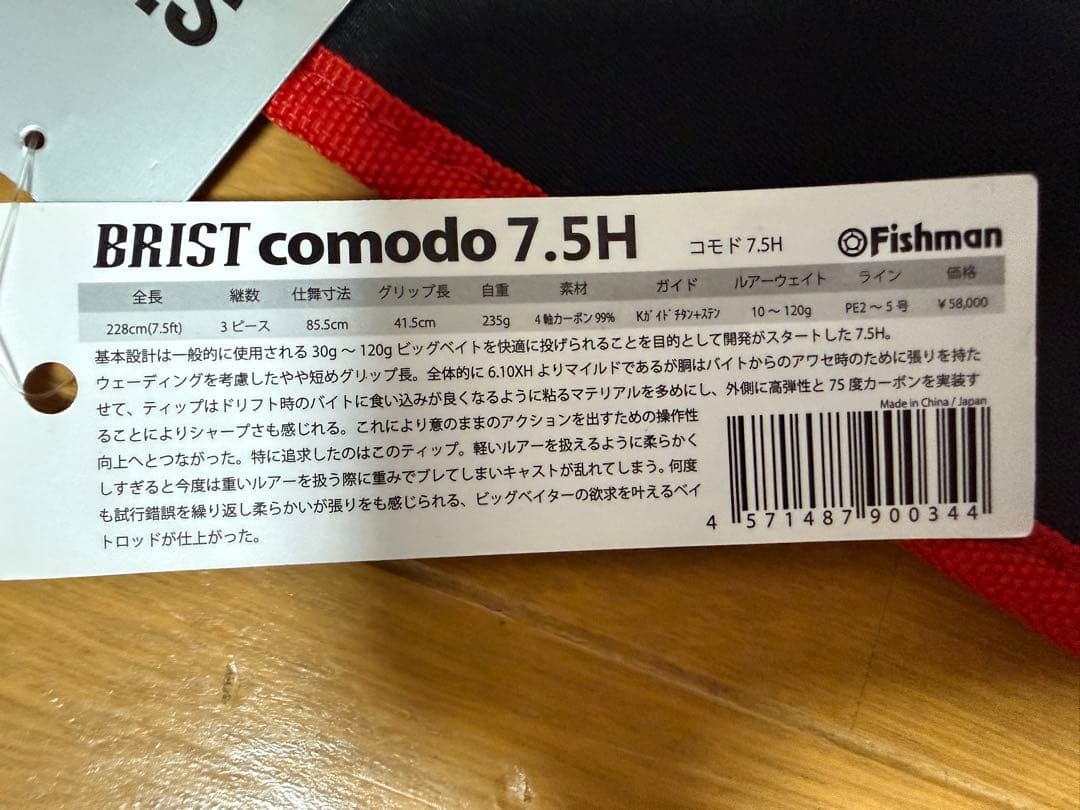 BRIST comodo 7.5H コモド 7.5H Fishman
全長 継数 仕舞寸法 グリップ長 自重 素材 ガイド ルアーウェイト ライン 価格
228cm(7.5ft) 3ピース 85.5cm 41.5cm 235g 4軸カーボン99% Kｶﾞｲﾄﾞ ﾁﾀﾝ+ｽﾃﾝ 10〜120g PE2〜5号 ¥58,000
基本設計は一般的に使用される30g〜120gビッグベイトを快適に投げられることを目的として開発がスタートした7.5H。
ウェーディングを考慮したやや短めグリップ長。全体的に6.10XHよりマイルドであるが胴はバイトからのアワセ時のために張りを持た
せて、ティップはドリフト時のバイトに食い込みが良くなるように粘るマテリアルを多めにし、外側に高弾性と75度カーボンを実装す
ることによりシャープさも感じれる。これにより意のままのアクションを出すための操作性
向上へとつながった。特に追求したのはこのティップ。軽いルアーを扱えるように柔らかく
しすぎると今度は重いルアーを扱う際に重みでブレてしまいキャストが乱れてしまう。何度
も試行錯誤を繰り返し柔らかいが張りをも感じられる、ビッグベイターの欲求を叶えるベイ
トロッドが仕上がった。
Made in China / Japan
4 571487 900344